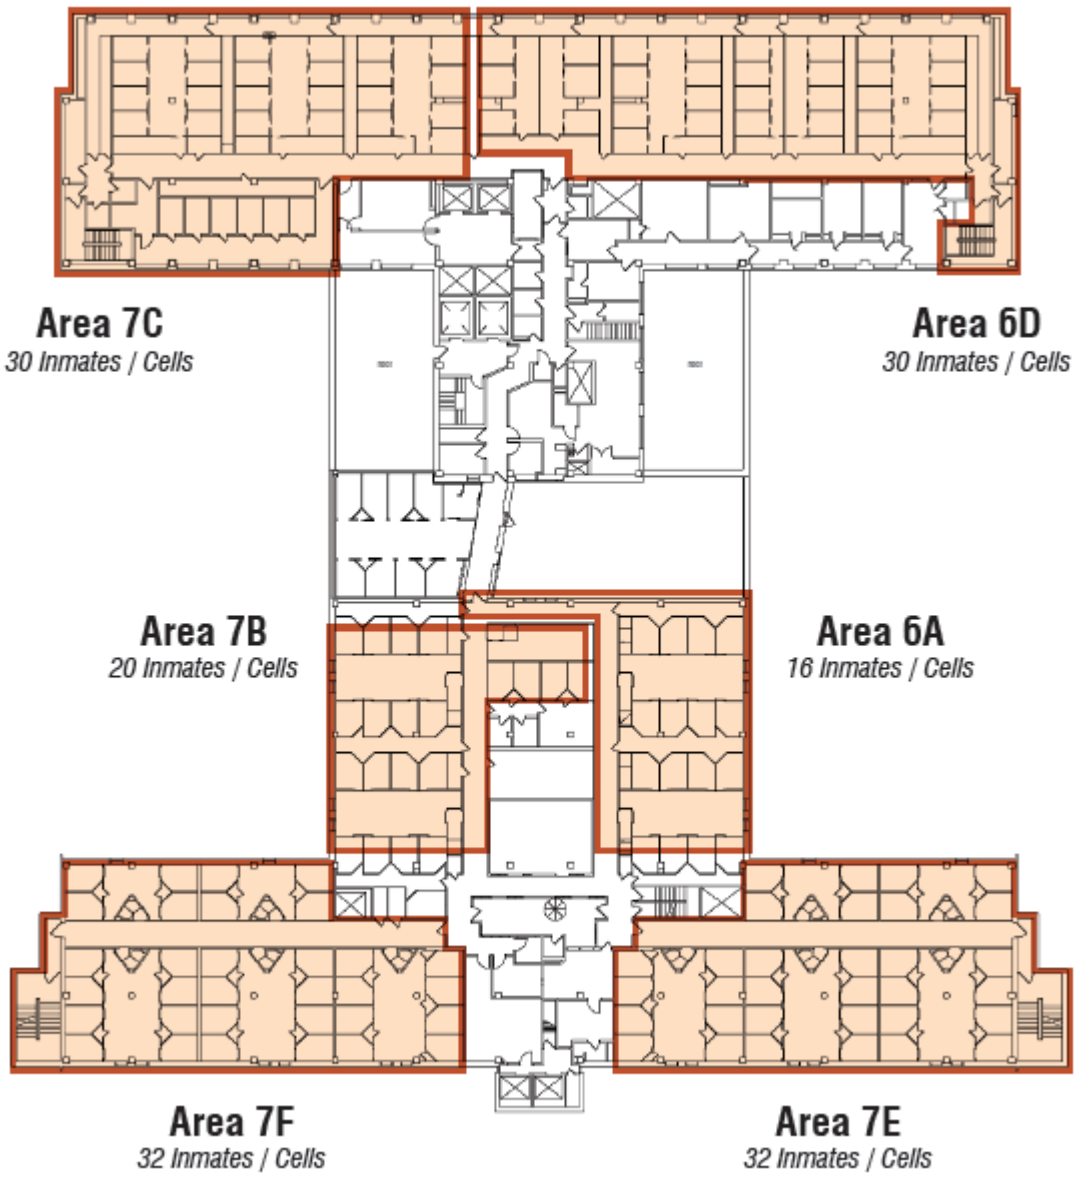 Area 7C
30 Inmates / Cells
Area 6D
30 Inmates / Cells
Area 7B
20 Inmates / Cells
Area 6A
16 Inmates / Cells
Area 7F
32 Inmates / Cells
Area 7E
32 Inmates / Cells